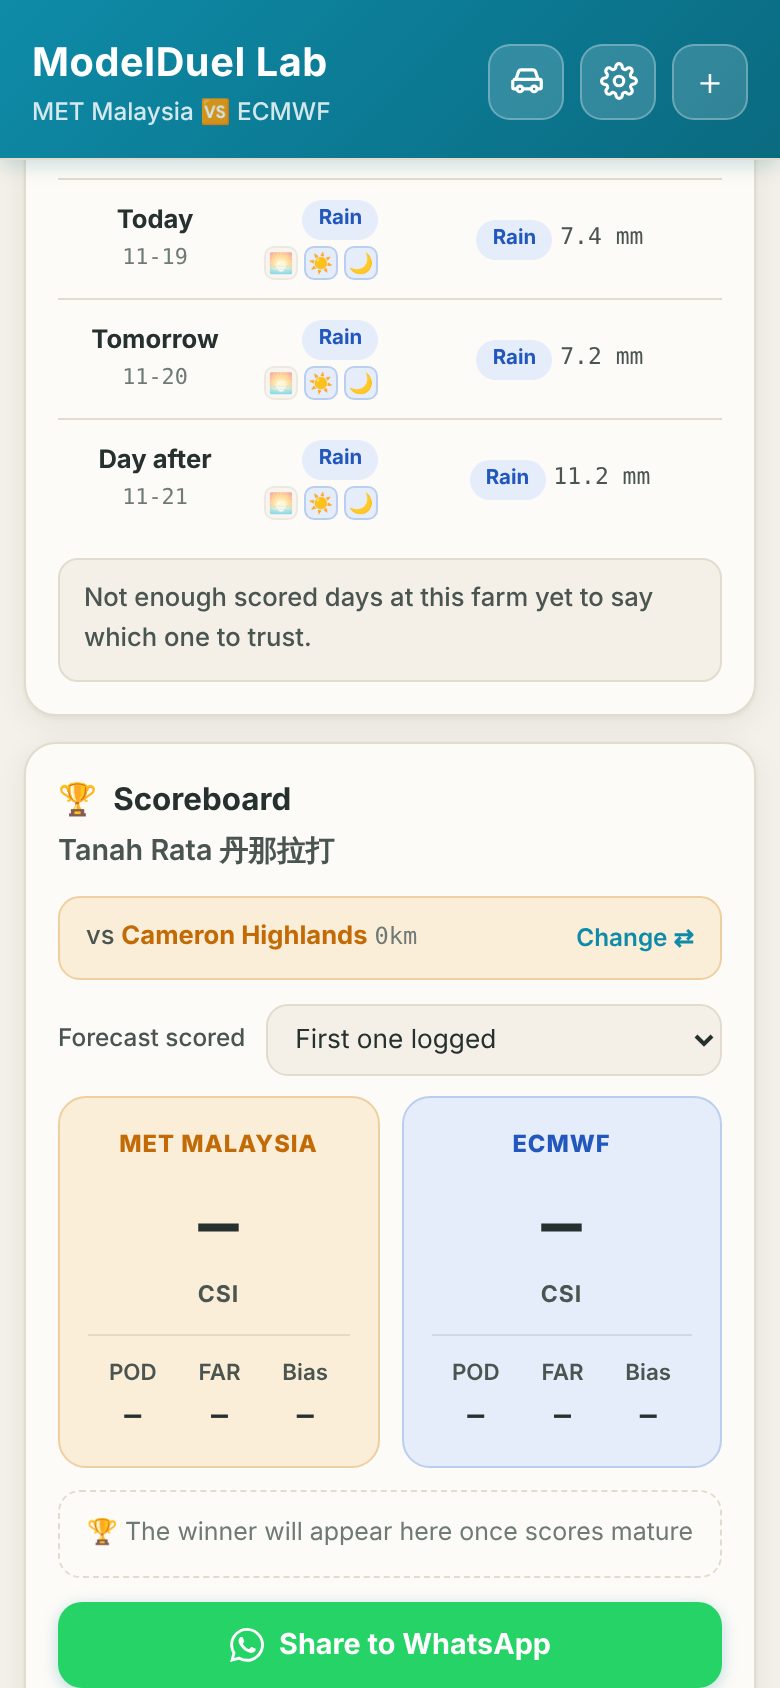 ModelDuel Lab
MET Malaysia 🆚 ECMWF
Today
11-19
Rain
Rain 7.4 mm
Tomorrow
11-20
Rain
Rain 7.2 mm
Day after
11-21
Rain
Rain 11.2 mm
Not enough scored days at this farm yet to say
which one to trust.
🏆 Scoreboard
Tanah Rata 丹那拉打
vs Cameron Highlands 0km
Change ⇄
Forecast scored
First one logged
MET MALAYSIA
–
CSI
POD FAR Bias
– – –
ECMWF
–
CSI
POD FAR Bias
– – –
🏆 The winner will appear here once scores mature
Share to WhatsApp